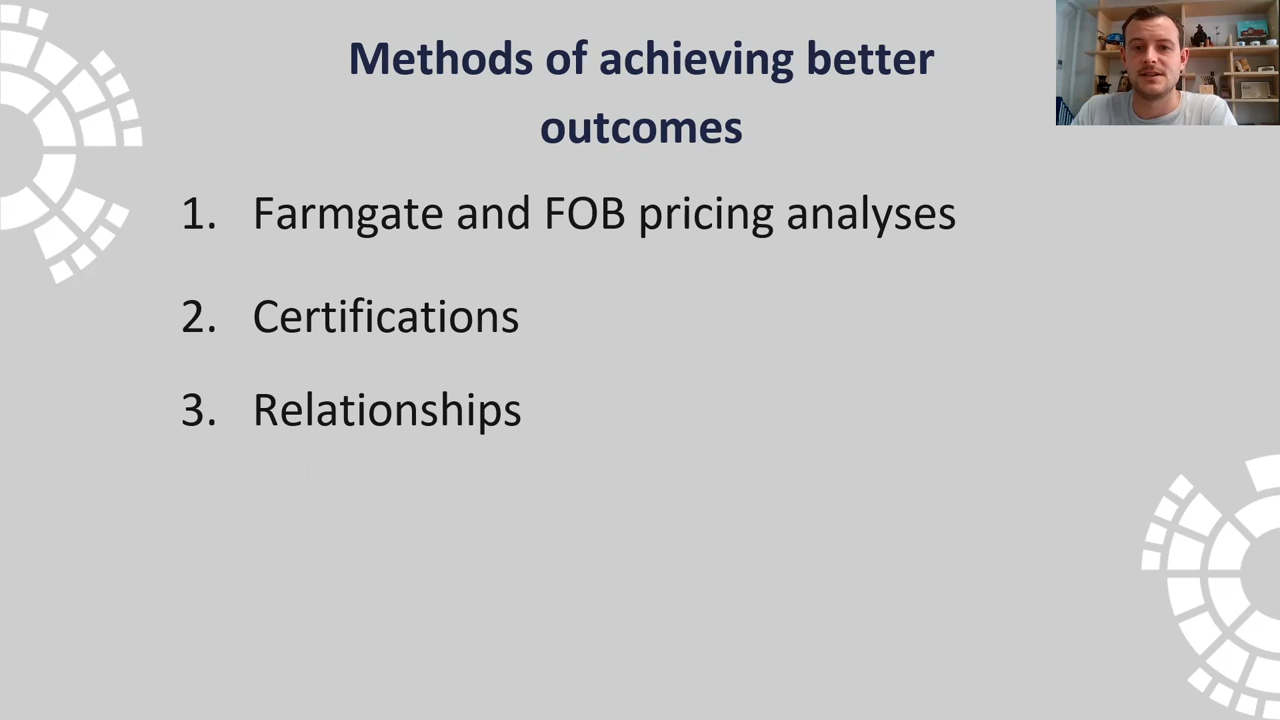 Methods of achieving better
outcomes
1. Farmgate and FOB pricing analyses
2. Certifications
3. Relationships